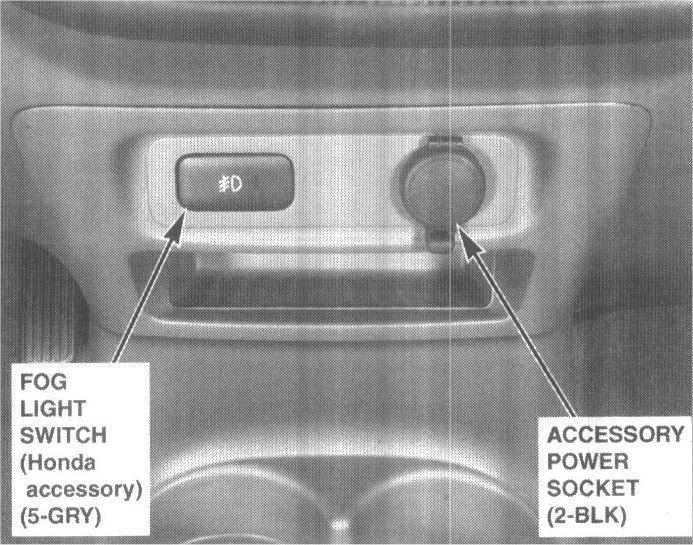 FOG
LIGHT
SWITCH
(Honda
accessory)
(5-GRY)
ACCESSORY
POWER
SOCKET
(2-BLK)